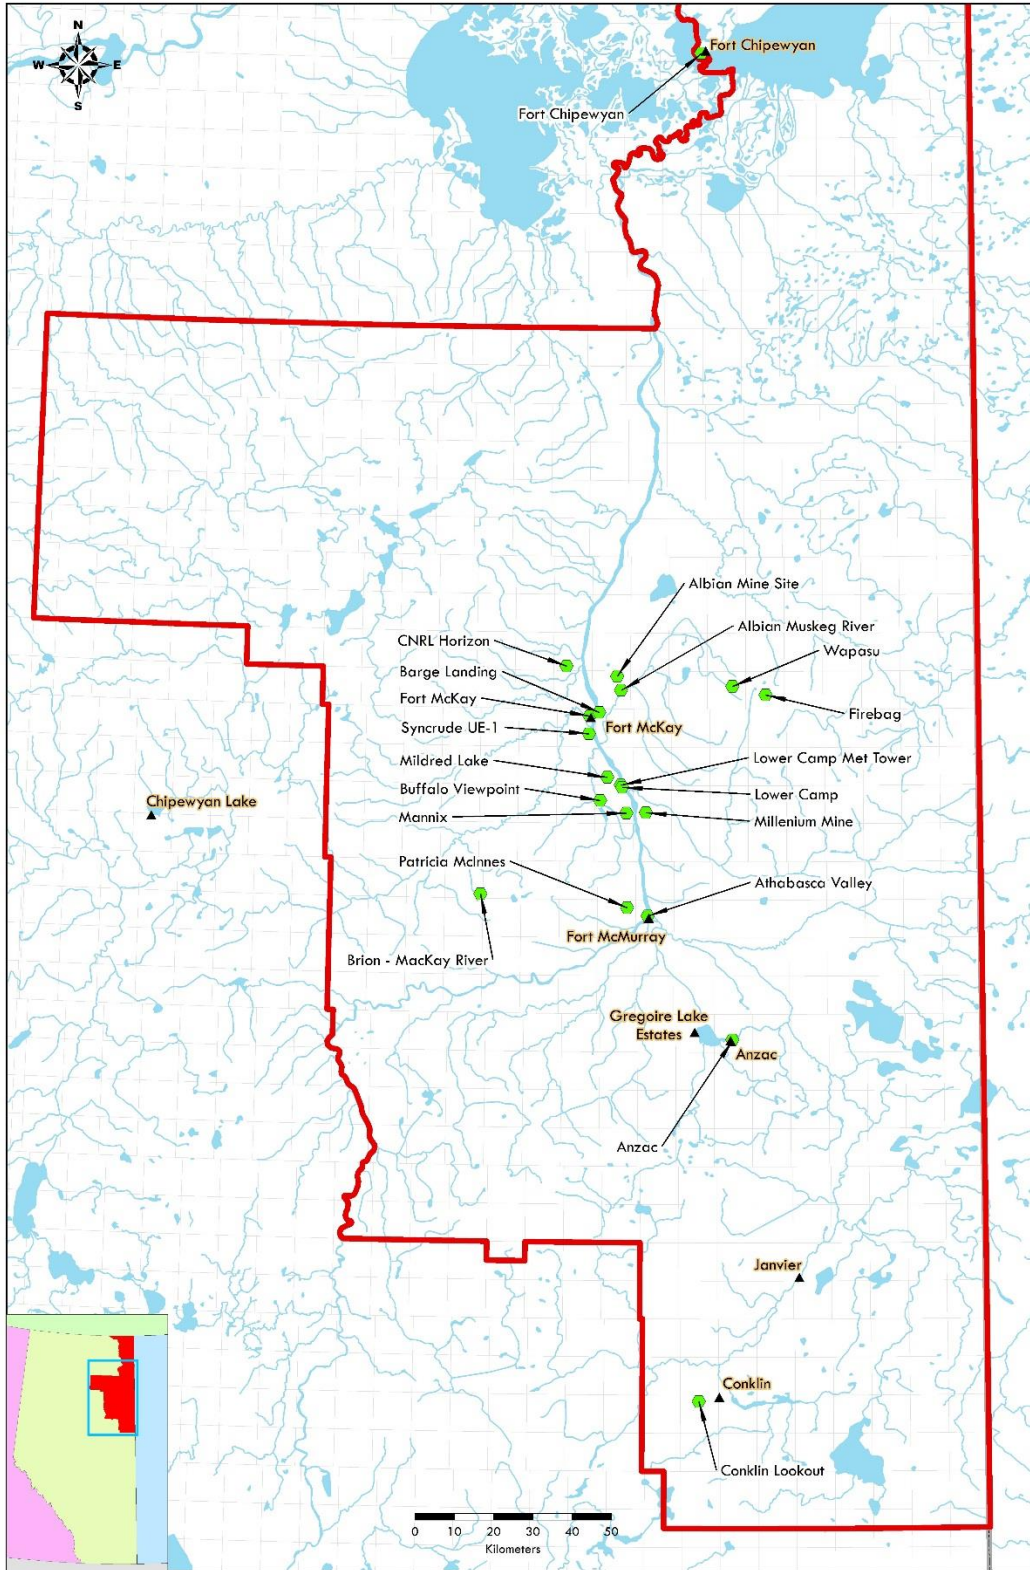 N
W
E
S
Fort Chipewyan
Fort Chipewyan
Albian Mine Site
Albian Muskeg River
CNRL Horizon
Wapasu
Barge Landing
Fort McKay
Firebag
Syncrude UE-1
Fort McKay
Mildred Lake
Lower Camp Met Tower
Buffalo Viewpoint
Lower Camp
Chipewyan Lake
Mannix
Millenium Mine
Patricia McInnes
Athabasca Valley
Fort McMurray
Brion - MacKay River
Gregoire Lake
Estates
Anzac
Anzac
Janvier
Conklin
Conklin Lookout
0 10 20 30 40 50
Kilometers